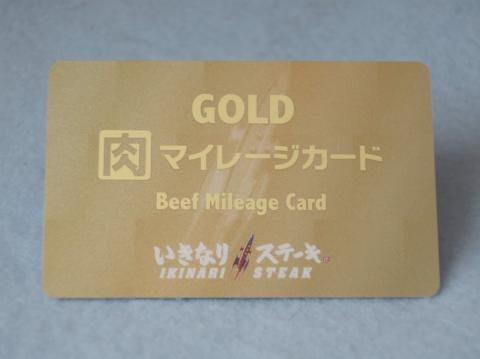 GOLD
肉 マイレージカード
Beef Mileage Card
いきなりステーキ
IKINARI STEAK